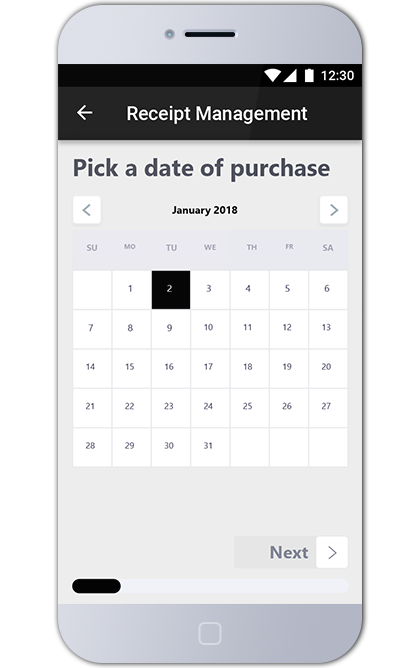 12:30
Receipt Management
Pick a date of purchase
January 2018
SU MO TU WE TH FR SA
1 2 3 4 5 6
7 8 9 10 11 12 13
14 15 16 17 18 19 20
21 22 23 24 25 26 27
28 29 30 31
Next